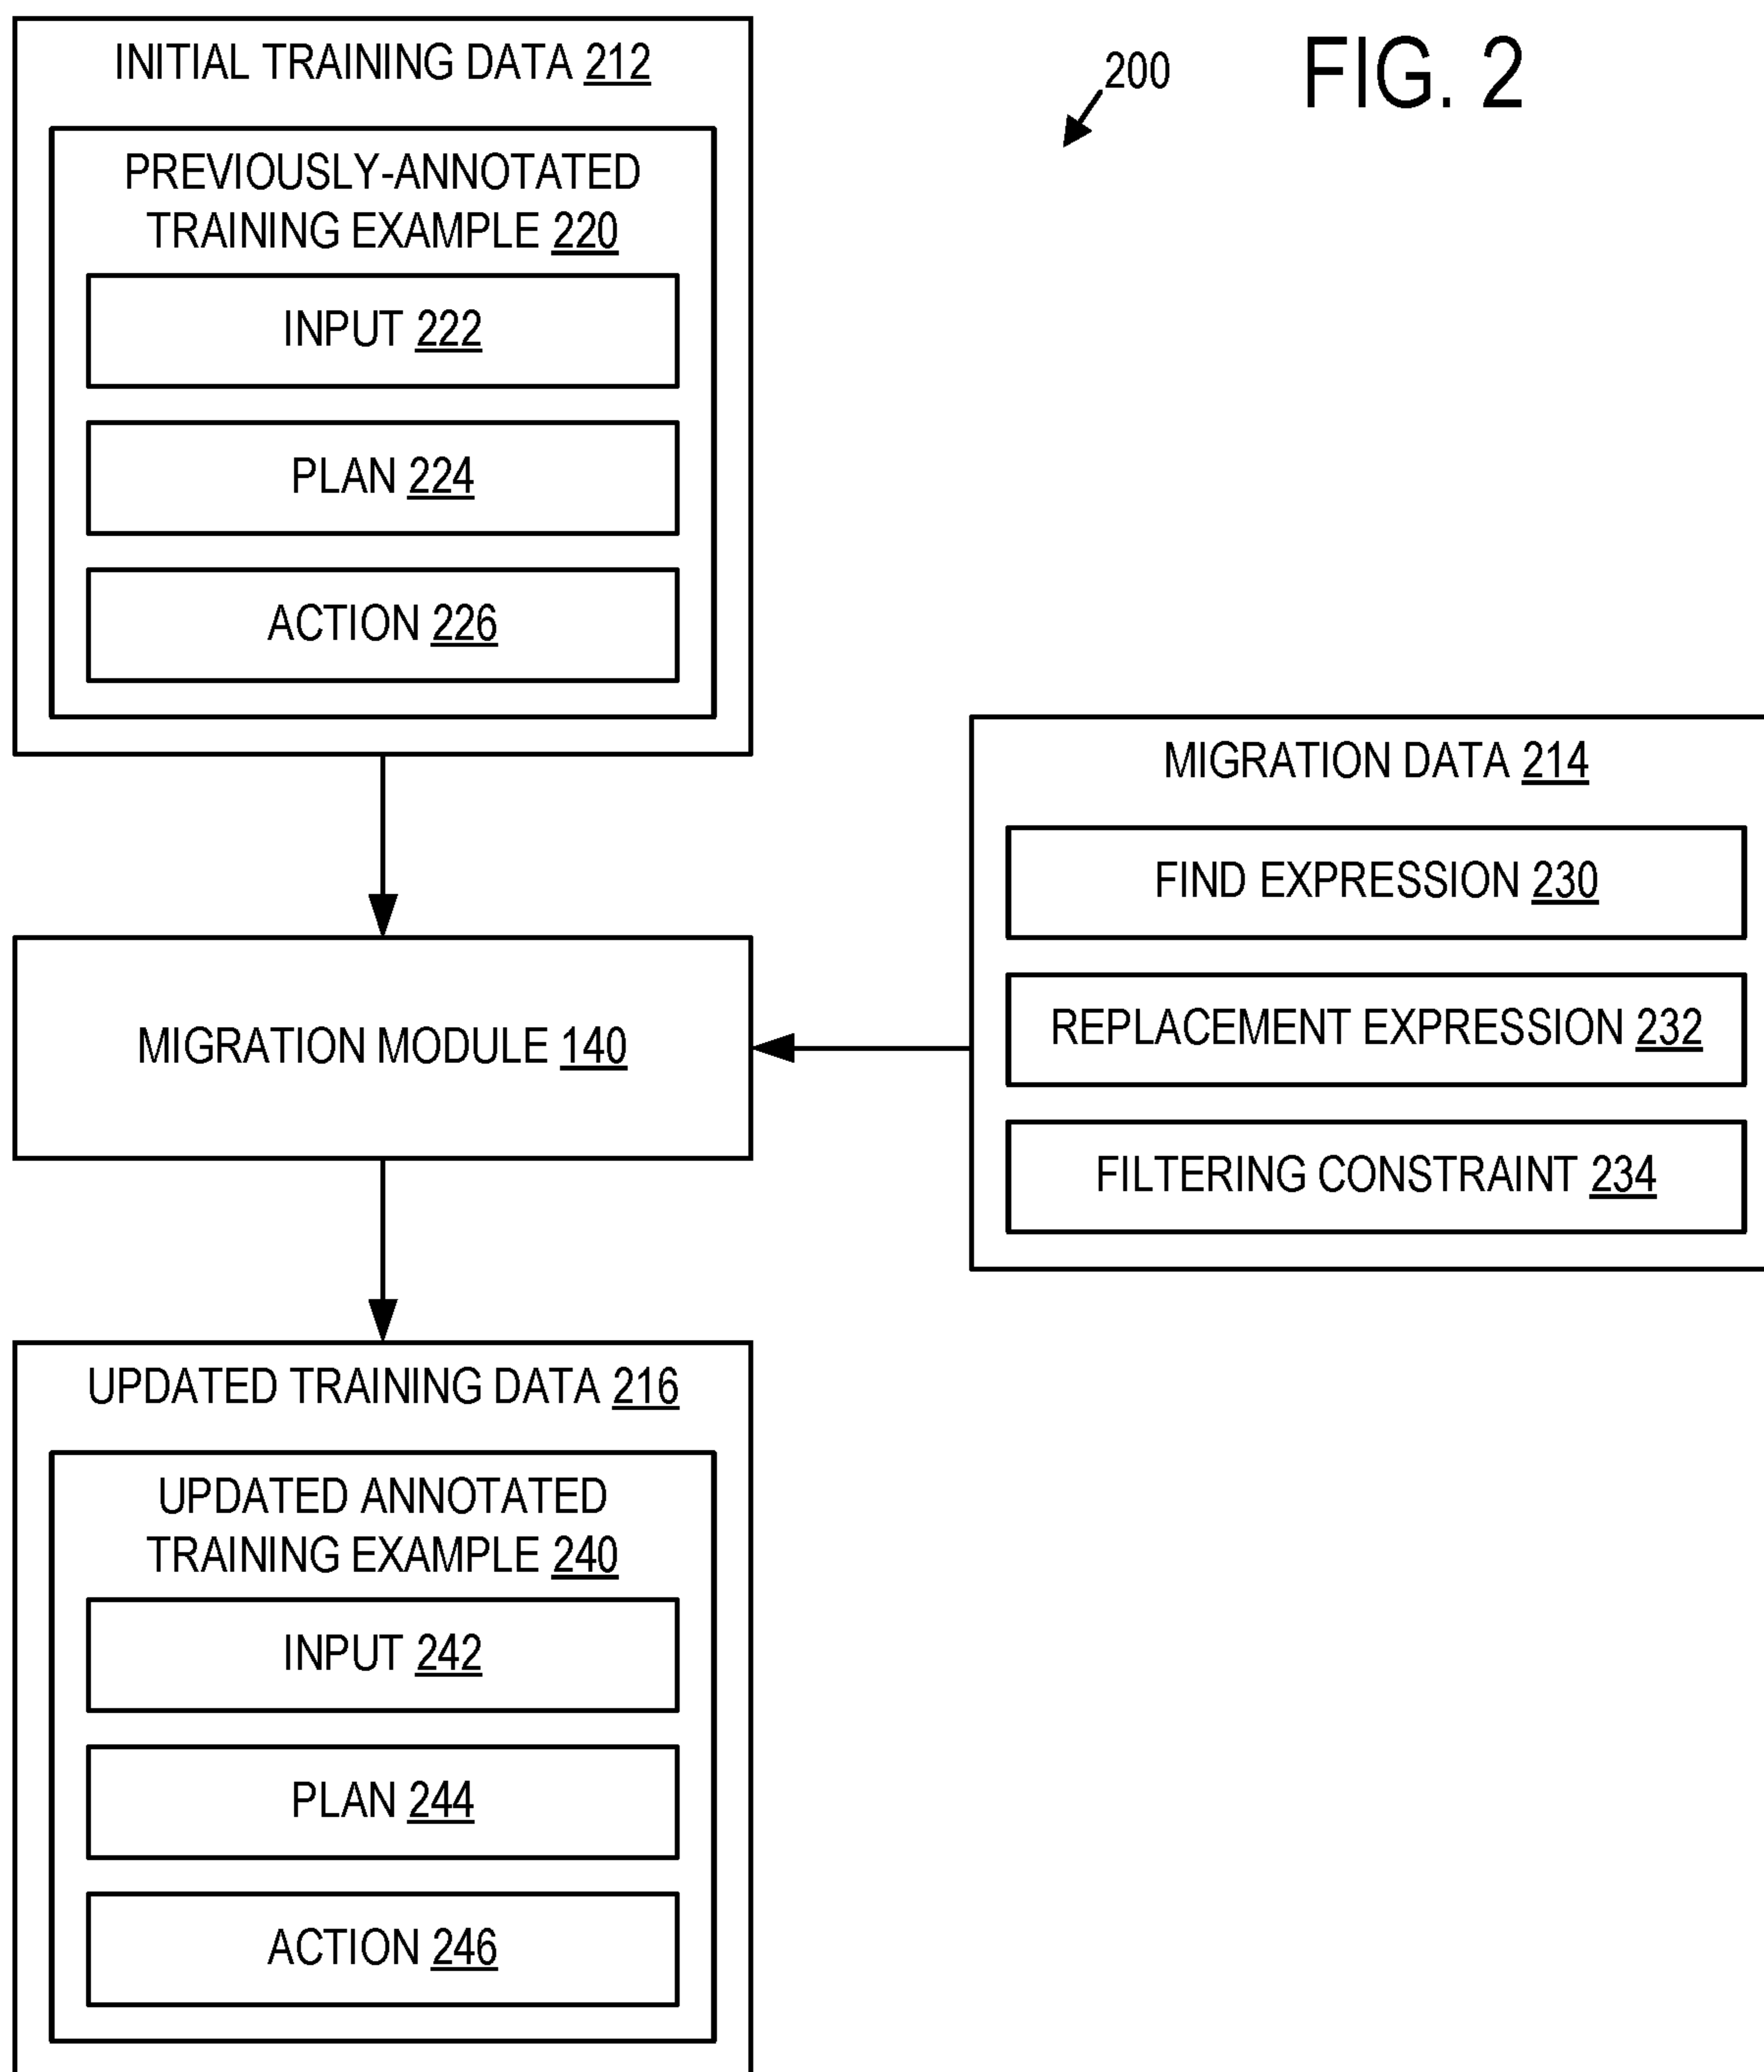 FIG. 2
200
INITIAL TRAINING DATA 212
PREVIOUSLY-ANNOTATED
TRAINING EXAMPLE 220
INPUT 222
PLAN 224
ACTION 226
MIGRATION DATA 214
FIND EXPRESSION 230
REPLACEMENT EXPRESSION 232
FILTERING CONSTRAINT 234
MIGRATION MODULE 140
UPDATED TRAINING DATA 216
UPDATED ANNOTATED
TRAINING EXAMPLE 240
INPUT 242
PLAN 244
ACTION 246